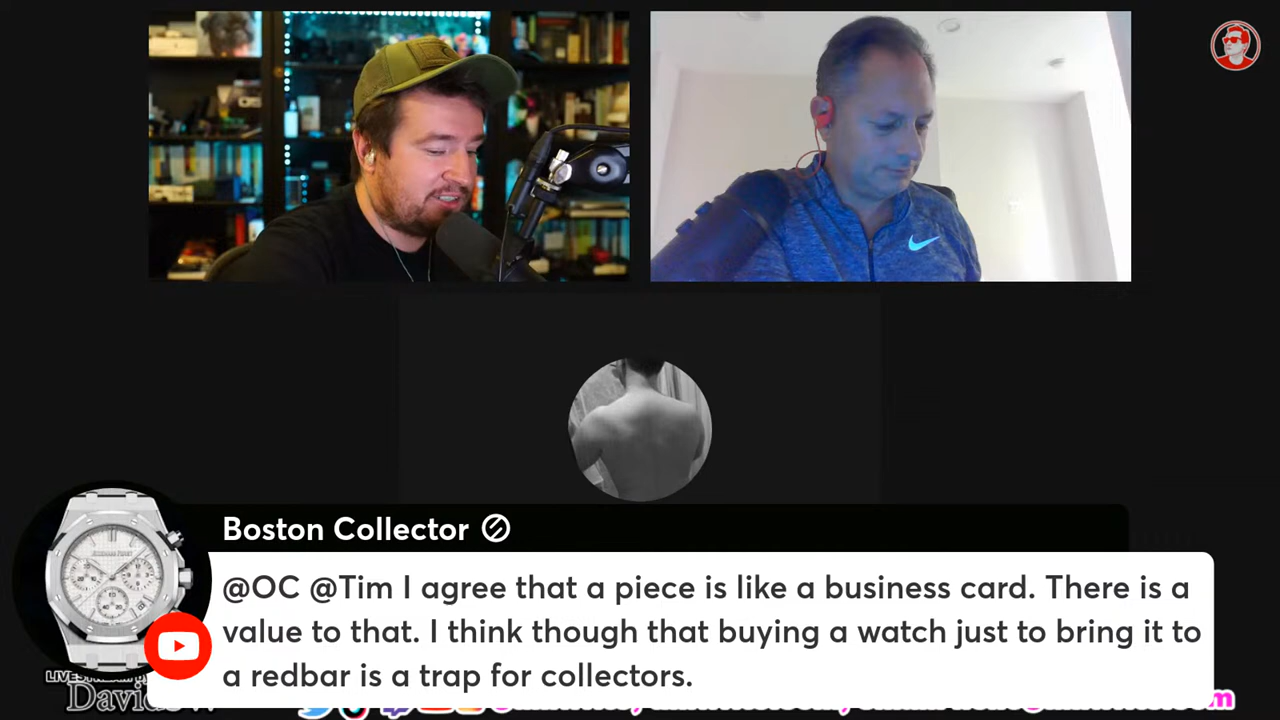 Boston Collector
@OC @Tim I agree that a piece is like a business card. There is a
value to that. I think though that buying a watch just to bring it to
a redbar is a trap for collectors.